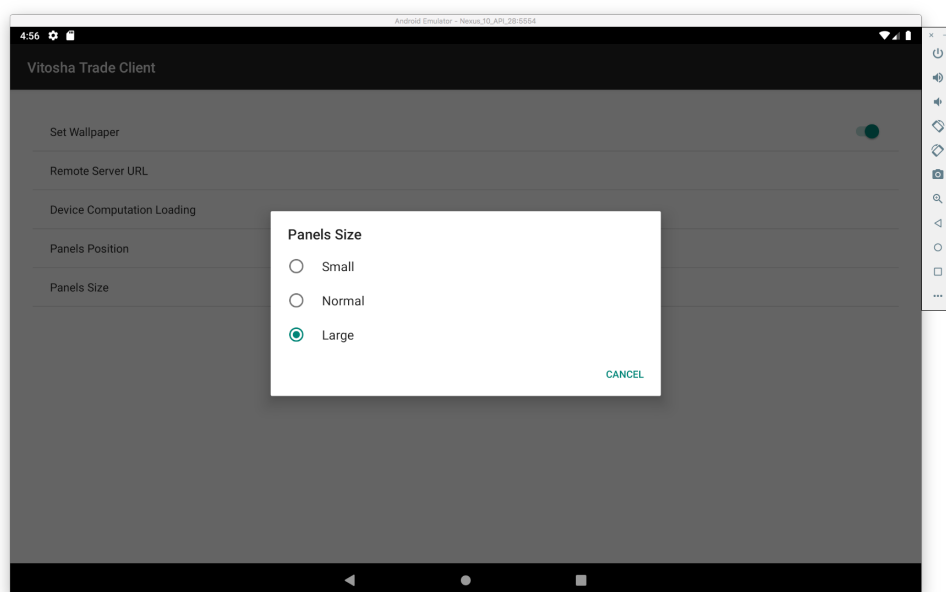 Android Emulator - Nexus_10_API_28:5554
4:56
Vitosha Trade Client
Set Wallpaper
Remote Server URL
Device Computation Loading
Panels Position
Panels Size
Panels Size
Small
Normal
Large
CANCEL